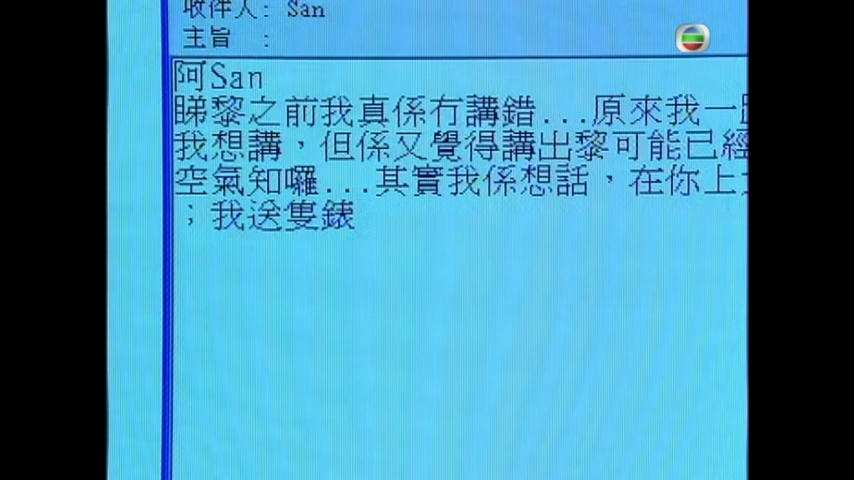 收件人: San
主旨 :
阿San
睇黎之前我真係冇講錯...原來我一
我想講，但係又覺得講出黎可能已經
空氣知囉...其實我係想話，在你上
；我送隻錶